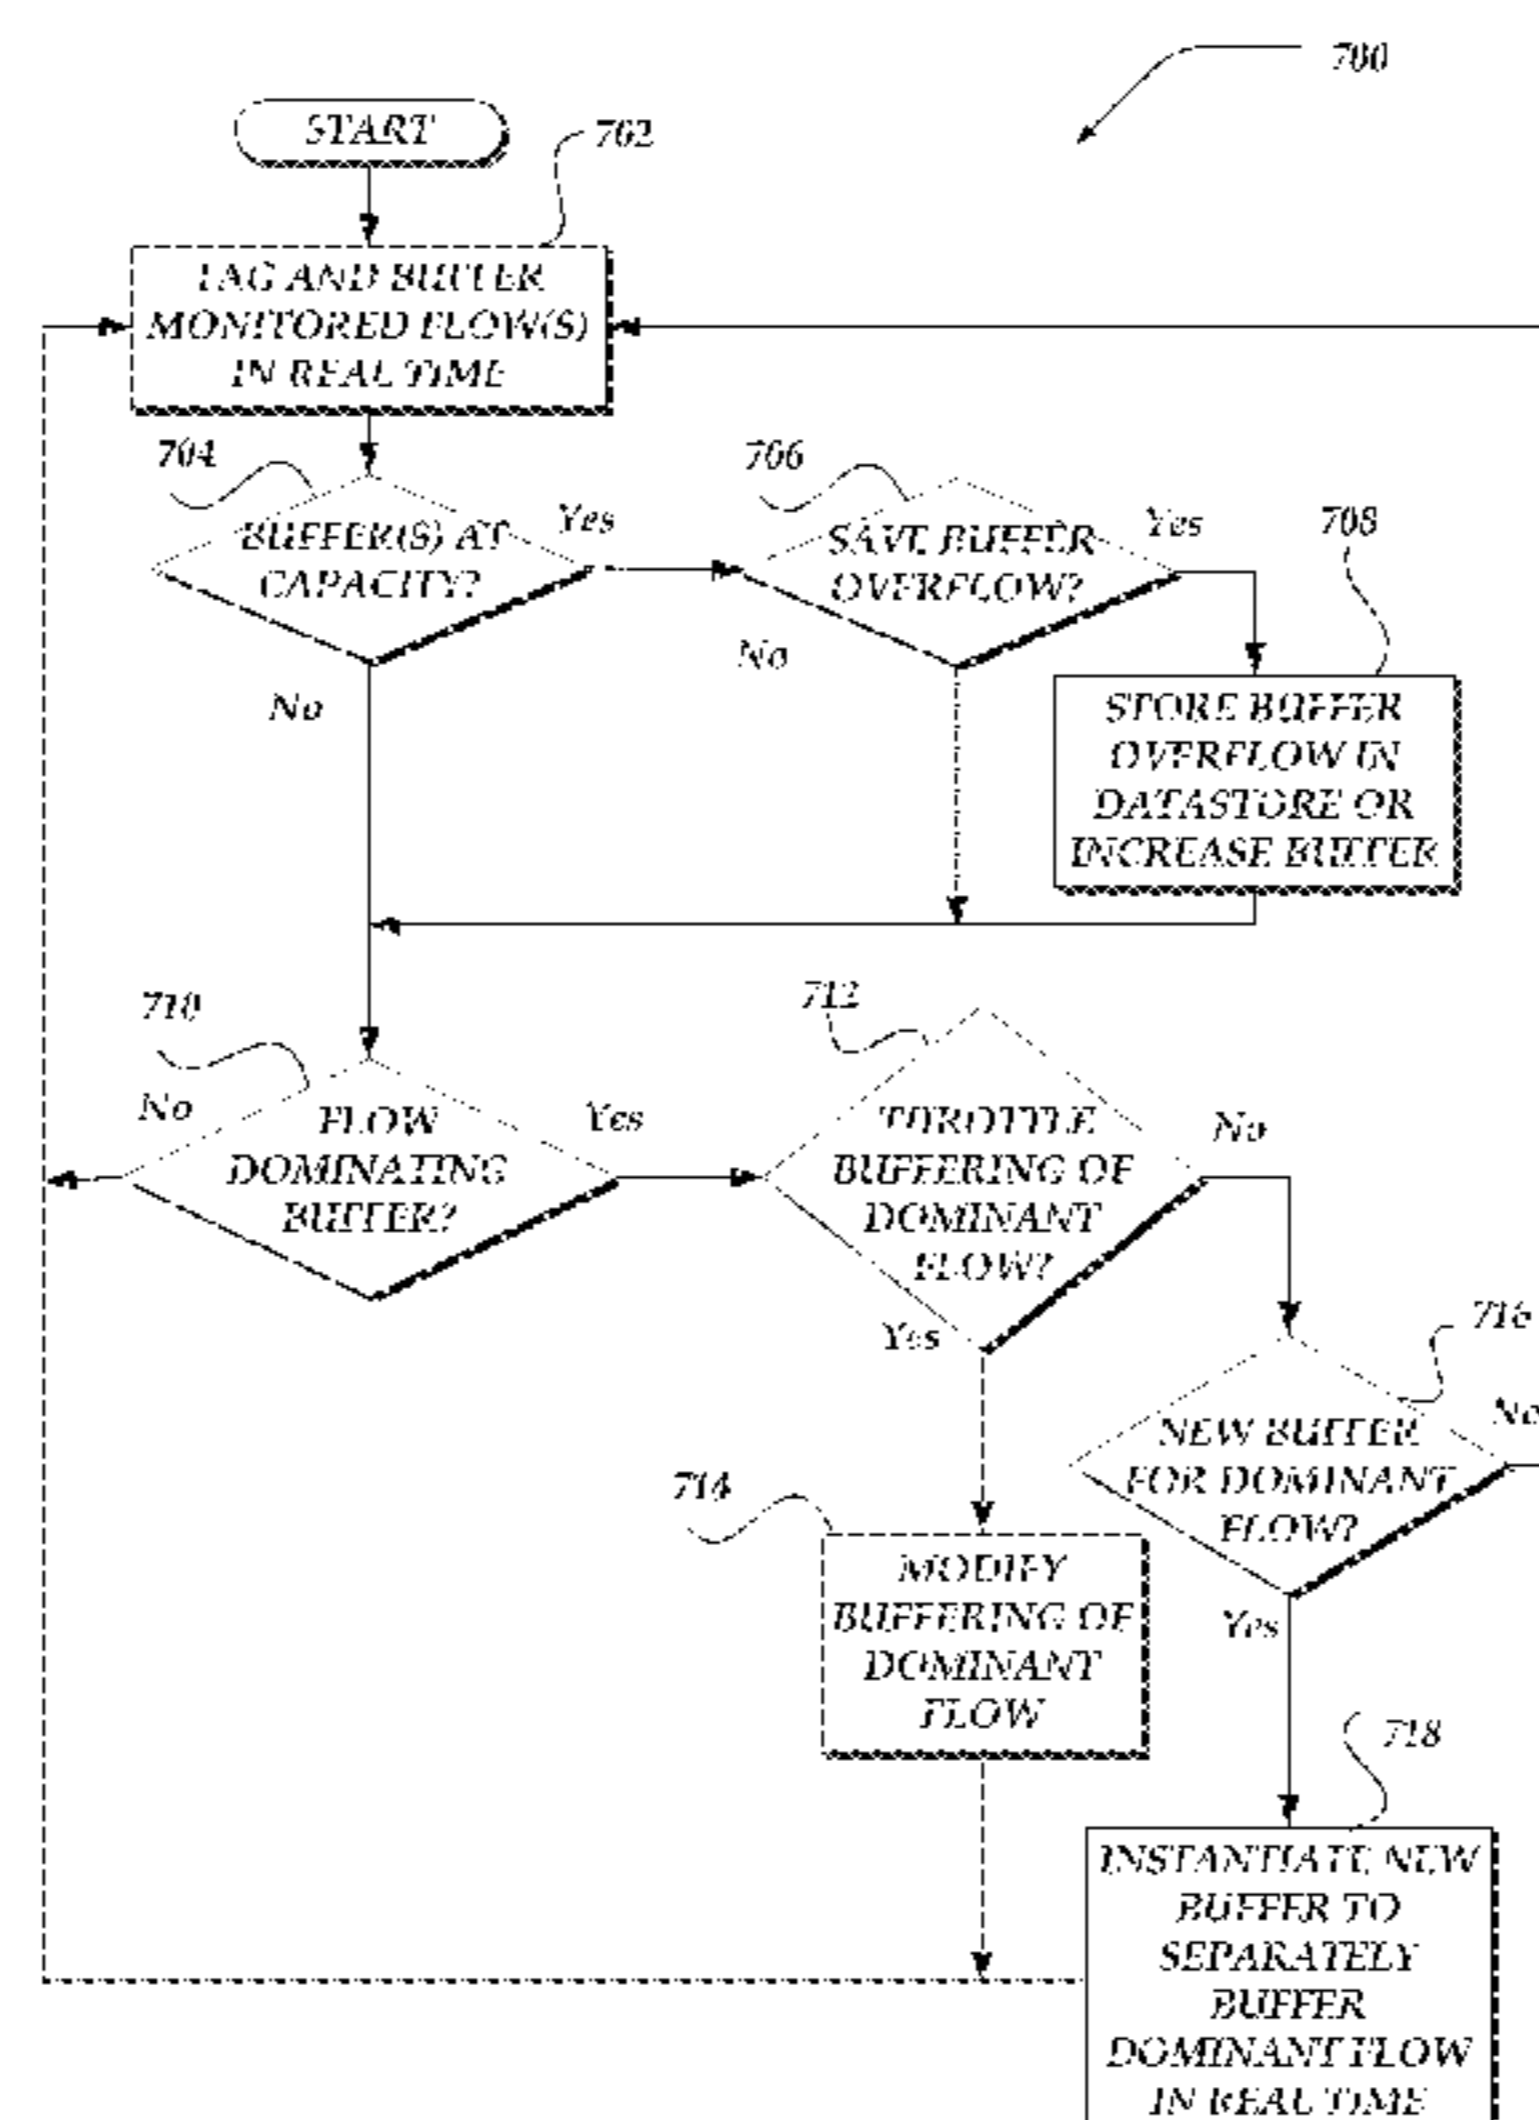 700
START
702
TAG AND BUFFER
MONITORED FLOW(S)
IN REAL TIME
704
706
708
BUFFER(S) AT
CAPACITY?
Yes
SAVE BUFFER
OVERFLOW?
Yes
No
No
STORE BUFFER
OVERFLOW IN
DATASTORE OR
INCREASE BUFFER
710
712
No
FLOW
DOMINATING
BUFFER?
Yes
THROTTLE
BUFFERING OF
DOMINANT
FLOW?
No
Yes
716
714
NEW BUFFER
FOR DOMINANT
FLOW?
No
Yes
MODIFY
BUFFERING OF
DOMINANT
FLOW
718
INSTANTIATE NEW
BUFFER TO
SEPARATELY
BUFFER
DOMINANT FLOW
IN REAL TIME